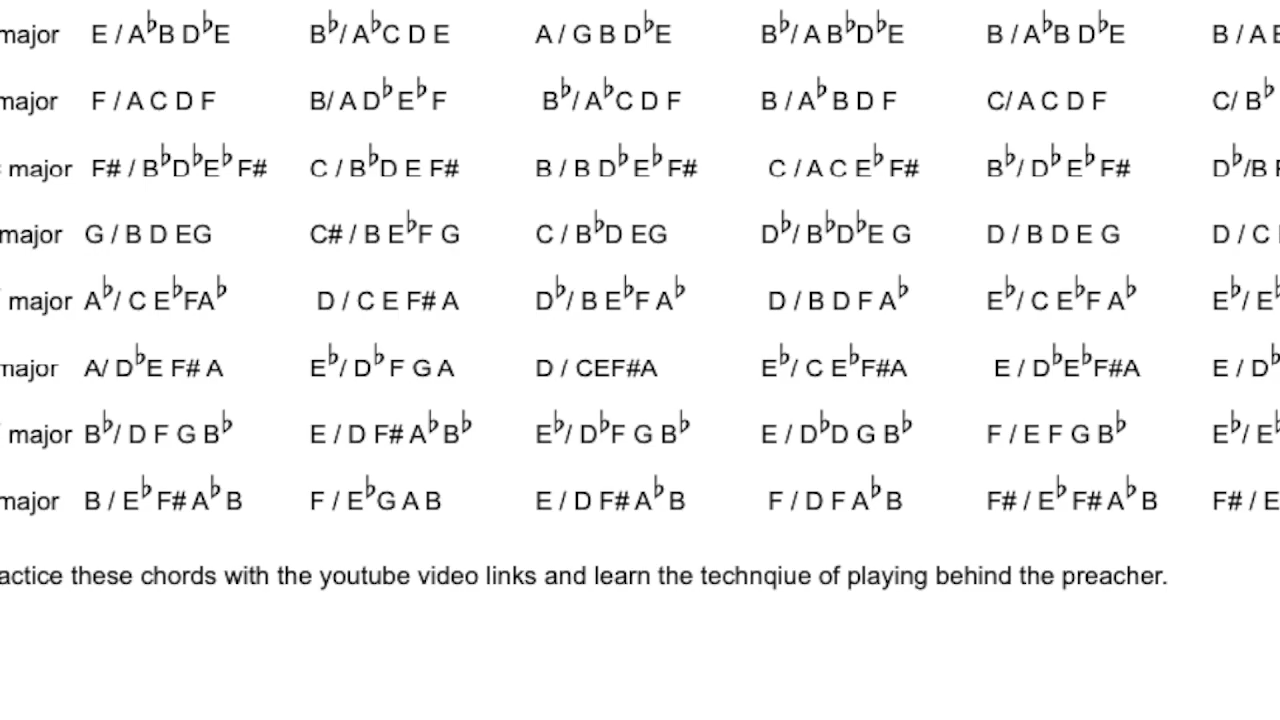 major E / A♭B D♭E B♭/ A♭C D E A / G B D♭E B♭/ A B♭D♭E B / A♭B D♭E B / A
major F / A C D F B/ A D♭ E♭ F B♭/ A♭C D F B / A♭ B D F C/ A C D F C/ B♭
major F# / B♭D♭E♭ F# C / B♭D E F# B / B D♭ E♭ F# C / A C E♭ F# B♭/ D♭ E♭ F# D♭/B
major G / B D EG C# / B E♭F G C / B♭D EG D♭/ B♭D♭E G D / B D E G D / C
major A♭/ C E♭FA♭ D / C E F# A D♭/ B E♭F A♭ D / B D F A♭ E♭/ C E♭F A♭ E♭/ E♭
major A/ D♭E F# A E♭/ D♭ F G A D / CEF#A E♭/ C E♭F#A E / D♭E♭F#A E / D♭
major B♭/ D F G B♭ E / D F# A♭ B♭ E♭/ D♭F G B♭ E / D♭D G B♭ F / E F G B♭ E♭/ E♭
major B / E♭ F# A♭ B F / E♭G A B E / D F# A♭ B F / D F A♭ B F# / E♭ F# A♭ B F# / E
actice these chords with the youtube video links and learn the technqiue of playing behind the preacher.